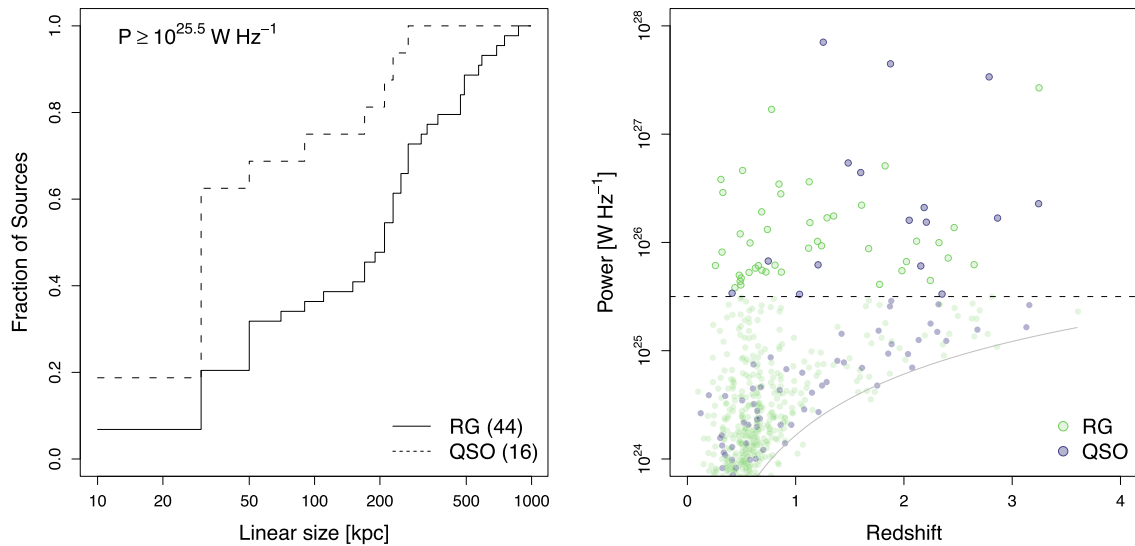 P ≥ 10^25.5 W Hz^−1
Fraction of Sources
1.0
0.8
0.6
0.4
0.2
0.0
RG (44)
QSO (16)
10 20 50 100 200 500 1000
Linear size [kpc]
Power [W Hz^−1]
10^28
10^27
10^26
10^25
10^24
RG
QSO
0 1 2 3 4
Redshift